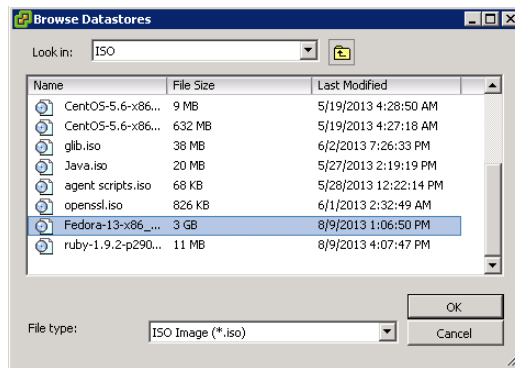 Browse Datastores
Look in: ISO
Name File Size Last Modified
CentOS-5.6-x86... 9 MB 5/19/2013 4:28:50 AM
CentOS-5.6-x86... 632 MB 5/19/2013 4:27:18 AM
glib.iso 38 MB 6/2/2013 7:26:33 PM
Java.iso 20 MB 5/27/2013 2:19:19 PM
agent scripts.iso 68 KB 5/28/2013 12:22:14 PM
openssl.iso 826 KB 6/1/2013 2:32:49 AM
Fedora-13-x86_... 3 GB 8/9/2013 1:06:50 PM
ruby-1.9.2-p290... 11 MB 8/9/2013 4:07:47 PM
OK
File type: ISO Image (*.iso) Cancel